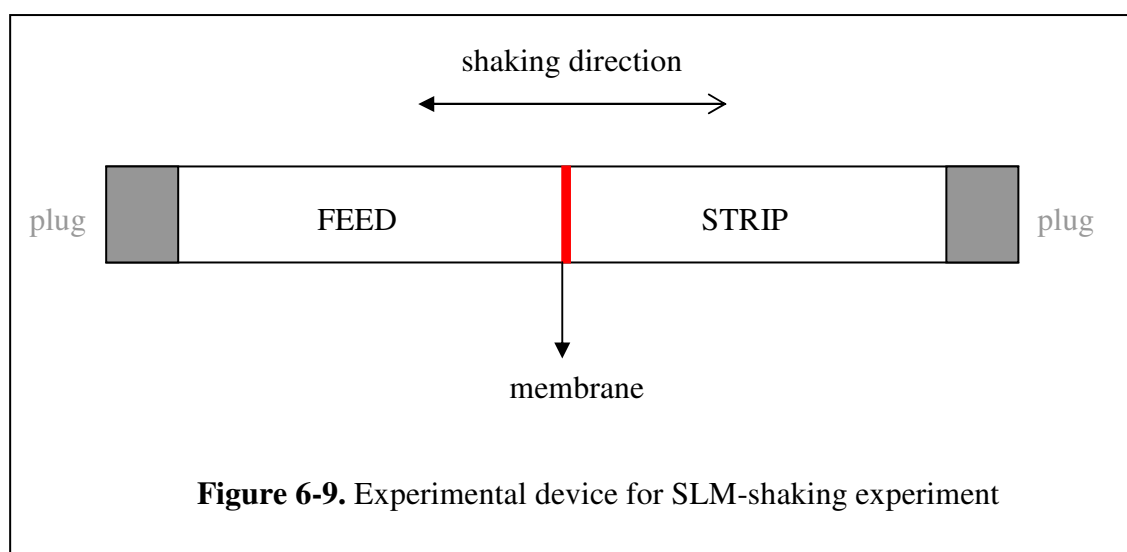 shaking direction
plug FEED STRIP plug
membrane
Figure 6-9. Experimental device for SLM-shaking experiment